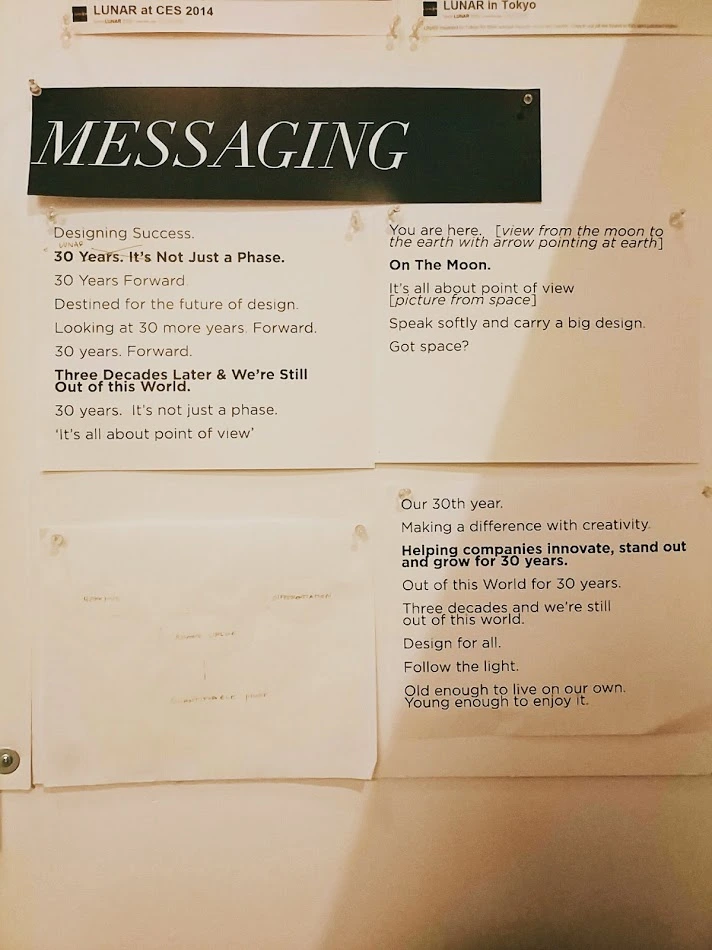 LUNAR at CES 2014
LUNAR in Tokyo
MESSAGING
Designing Success.
LUNAR
30 Years. It's Not Just a Phase.
30 Years Forward.
Destined for the future of design.
Looking at 30 more years. Forward.
30 years. Forward.
Three Decades Later & We're Still
Out of this World.
30 years. It's not just a phase.
'It's all about point of view'
You are here. [view from the moon to
the earth with arrow pointing at earth]
On The Moon.
It's all about point of view
[picture from space]
Speak softly and carry a big design.
Got space?
DIFFERENTIATION
Our 30th year.
Making a difference with creativity.
Helping companies innovate, stand out
and grow for 30 years.
Out of this World for 30 years.
Three decades and we're still
out of this world.
Design for all.
Follow the light.
Old enough to live on our own.
Young enough to enjoy it.